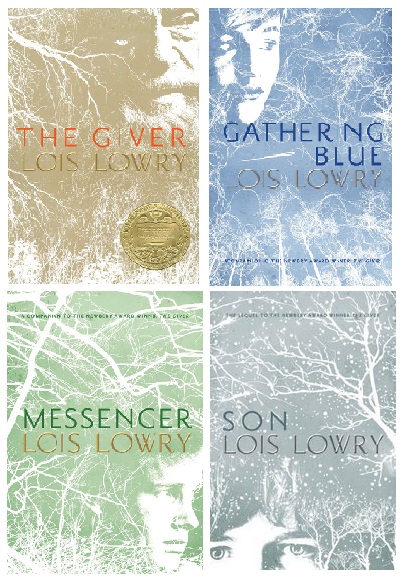 THE GIVER
LOIS LOWRY
GATHERING
BLUE
LOIS LOWRY
A COMPANION TO THE NEWBERY AWARD WINNER, THE GIVER
A COMPANION TO THE NEWBERY AWARD WINNER, THE GIVER
MESSENGER
LOIS LOWRY
THE SEQUEL TO THE NEWBERY AWARD WINNER, THE GIVER
SON
LOIS LOWRY